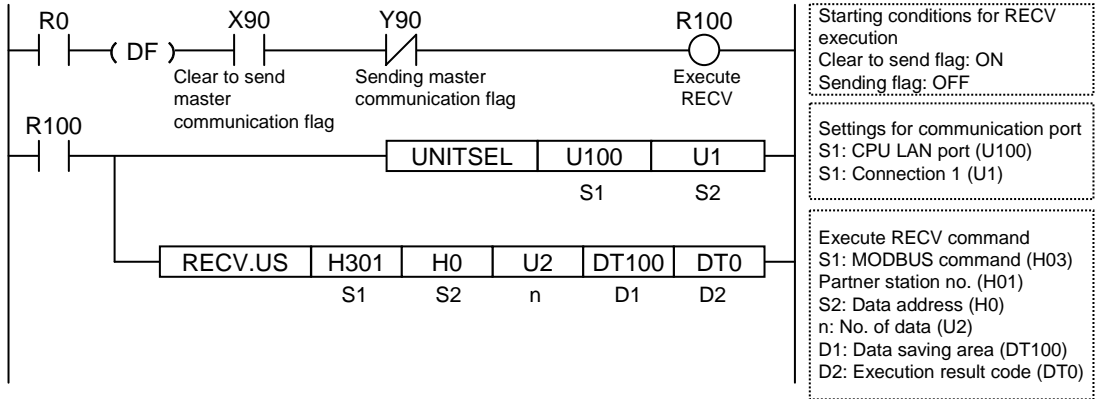 R0 X90 Y90 R100
( DF )
Clear to send
master
communication flag
Sending master
communication flag
Execute
RECV
R100
UNITSEL U100 U1
S1 S2
RECV.US H301 H0 U2 DT100 DT0
S1 S2 n D1 D2
Starting conditions for RECV
execution
Clear to send flag: ON
Sending flag: OFF
Settings for communication port
S1: CPU LAN port (U100)
S1: Connection 1 (U1)
Execute RECV command
S1: MODBUS command (H03)
Partner station no. (H01)
S2: Data address (H0)
n: No. of data (U2)
D1: Data saving area (DT100)
D2: Execution result code (DT0)